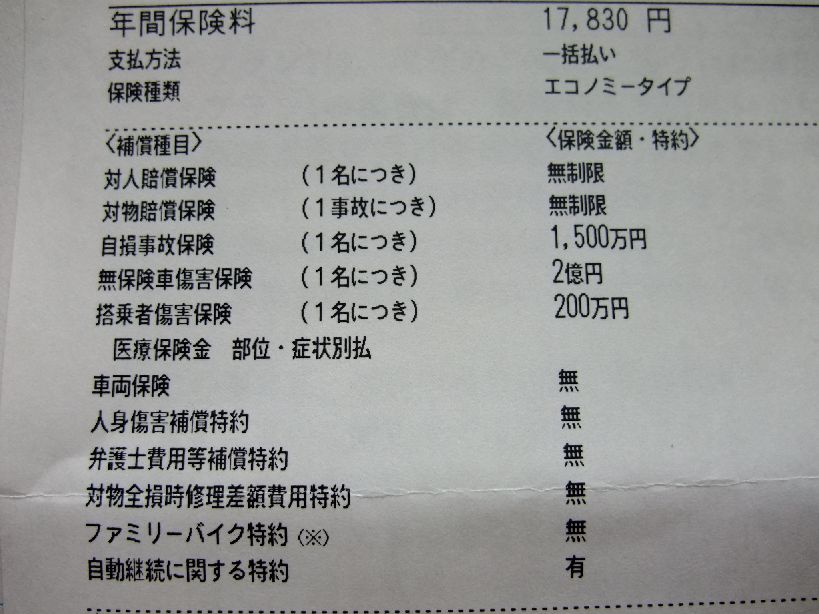 年間保険料 17,830 円
支払方法 一括払い
保険種類 エコノミータイプ
〈補償種目〉 〈保険金額・特約〉
対人賠償保険 (1名につき) 無制限
対物賠償保険 (1事故につき) 無制限
自損事故保険 (1名につき) 1,500万円
無保険車傷害保険 (1名につき) 2億円
搭乗者傷害保険 (1名につき) 200万円
医療保険金 部位・症状別払
車両保険 無
人身傷害補償特約 無
弁護士費用等補償特約 無
対物全損時修理差額費用特約 無
ファミリーバイク特約(※) 無
自動継続に関する特約 有